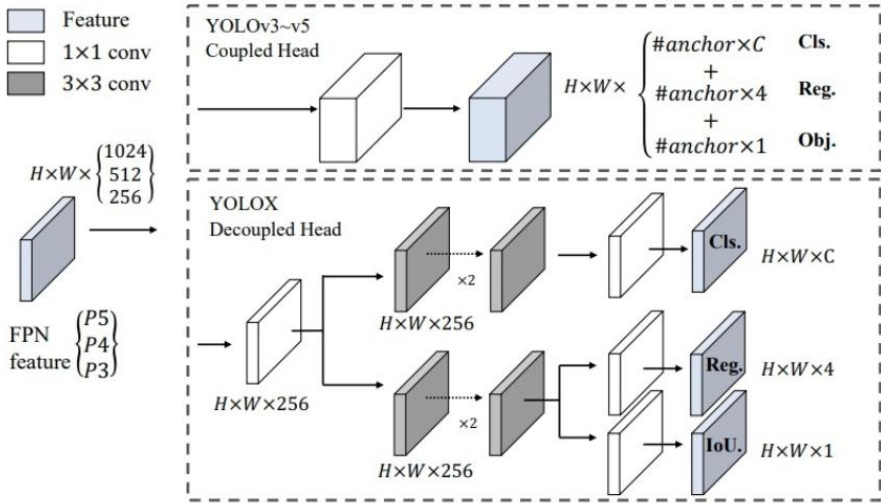 Feature
1×1 conv
3×3 conv
H×W×{1024
512
256}
FPN
feature
{P5
P4
P3}
YOLOv3~v5
Coupled Head
H×W×
{#anchor×C Cls.
+
#anchor×4 Reg.
+
#anchor×1 Obj.
YOLOX
Decoupled Head
H×W×256
×2
H×W×256
Cls.
H×W×C
×2
H×W×256
Reg.
H×W×4
IoU.
H×W×1